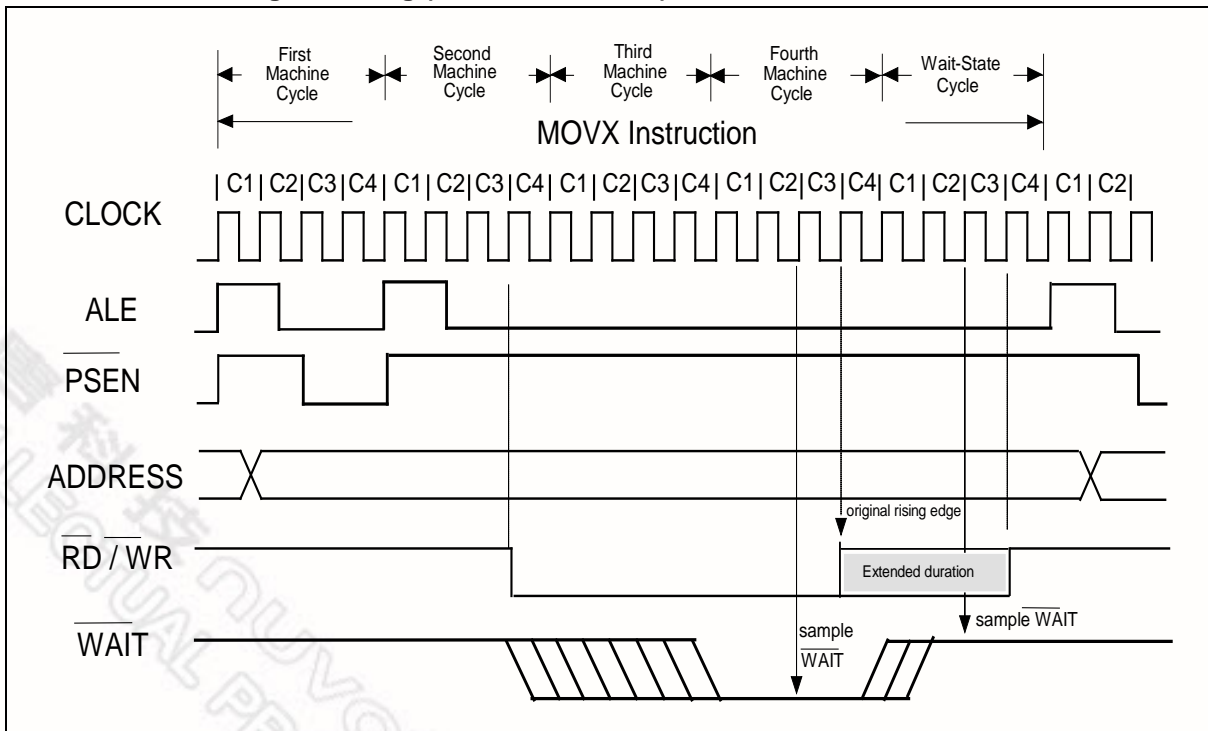 First Machine Cycle
Second Machine Cycle
Third Machine Cycle
Fourth Machine Cycle
Wait-State Cycle
MOVX Instruction
| C1| C2| C3| C4| C1| C2| C3| C4| C1| C2| C3| C4| C1| C2| C3| C4| C1| C2| C3| C4| C1| C2|
CLOCK
ALE
PSEN
ADDRESS
original rising edge
RD / WR
Extended duration
sample WAIT
WAIT
sample
WAIT